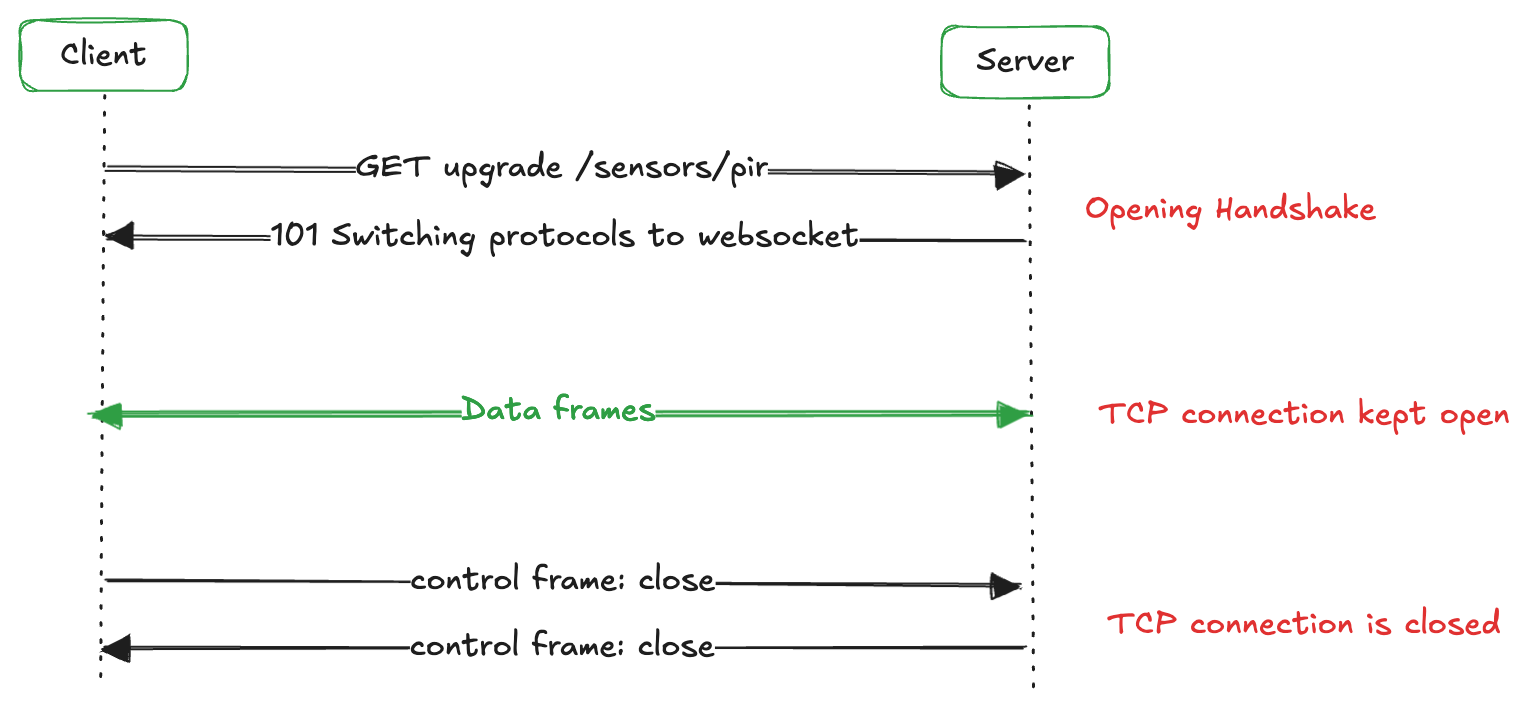 Client
Server
GET upgrade /sensors/pir
Opening Handshake
101 Switching protocols to websocket
Data frames
TCP connection kept open
control frame: close
TCP connection is closed
control frame: close